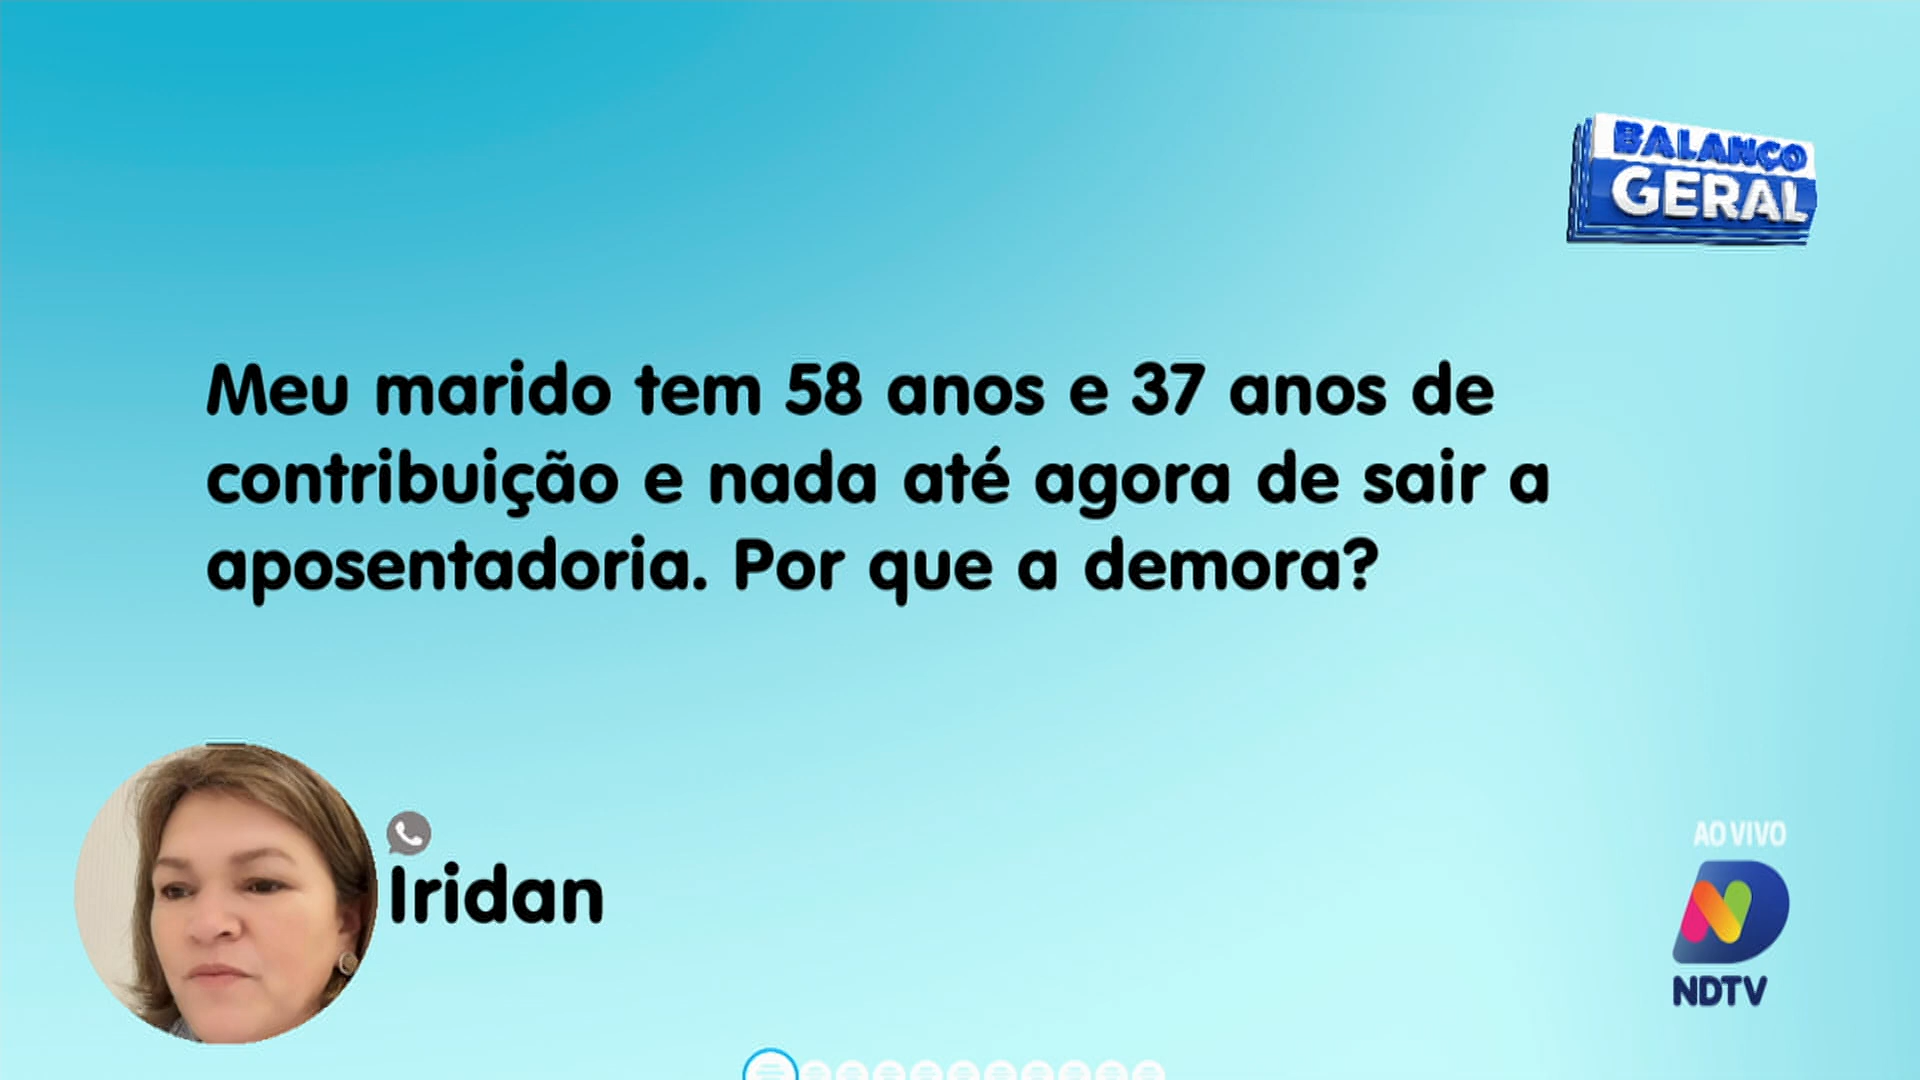 BALANÇO
GERAL
Meu marido tem 58 anos e 37 anos de
contribuição e nada até agora de sair a
aposentadoria. Por que a demora?
Iridan
AO VIVO
NDTV